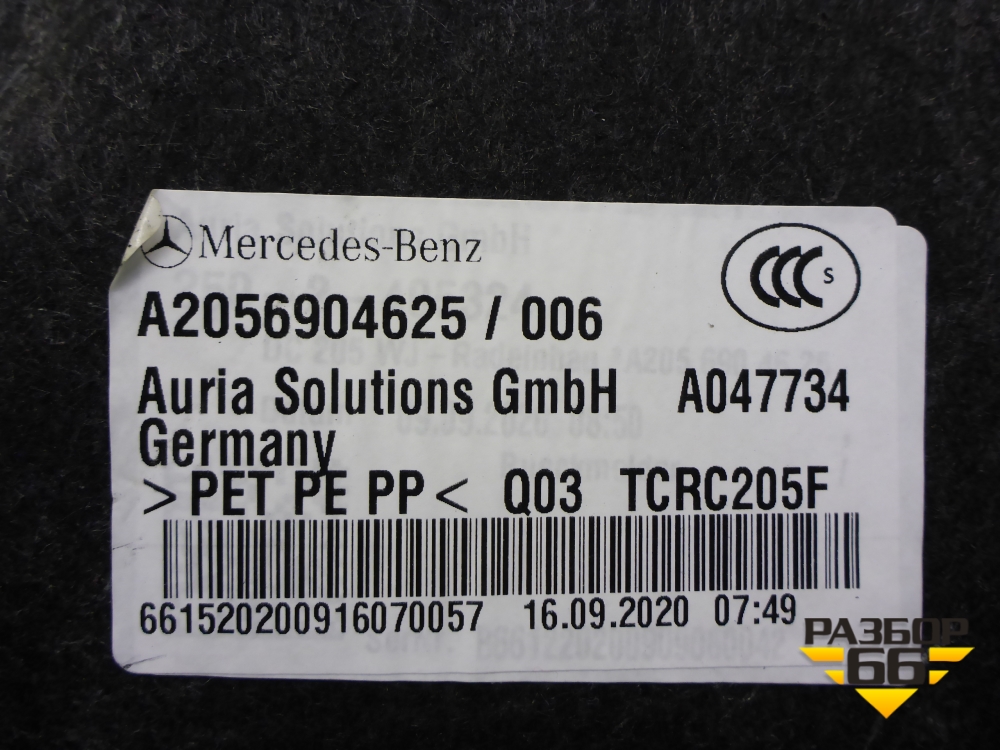 Mercedes-Benz
CCC S
A2056904625 / 006
Auria Solutions GmbH A047734
Germany
>PET PE PP< Q03 TCRC205F
661520200916070057 16.09.2020 07:49
РАЗБОР
66